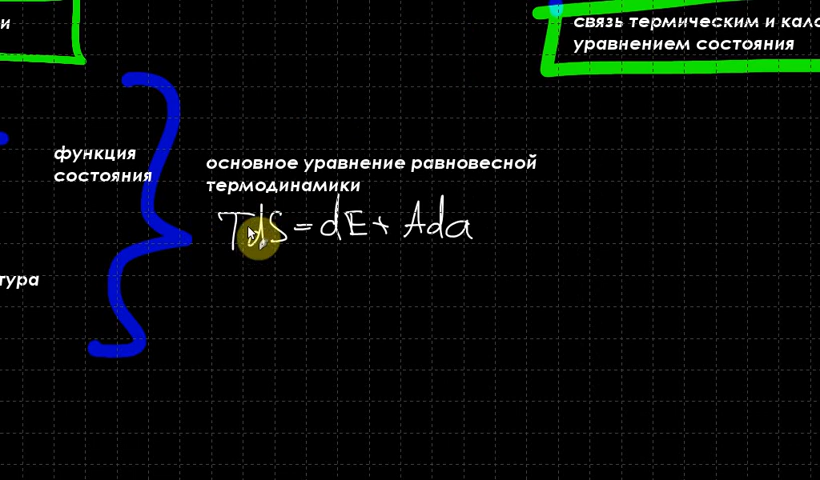 и
связь термическим и кало
уравнением состояния
функция
состояния
основное уравнение равновесной
термодинамики
TdS = dE + Ada
тура